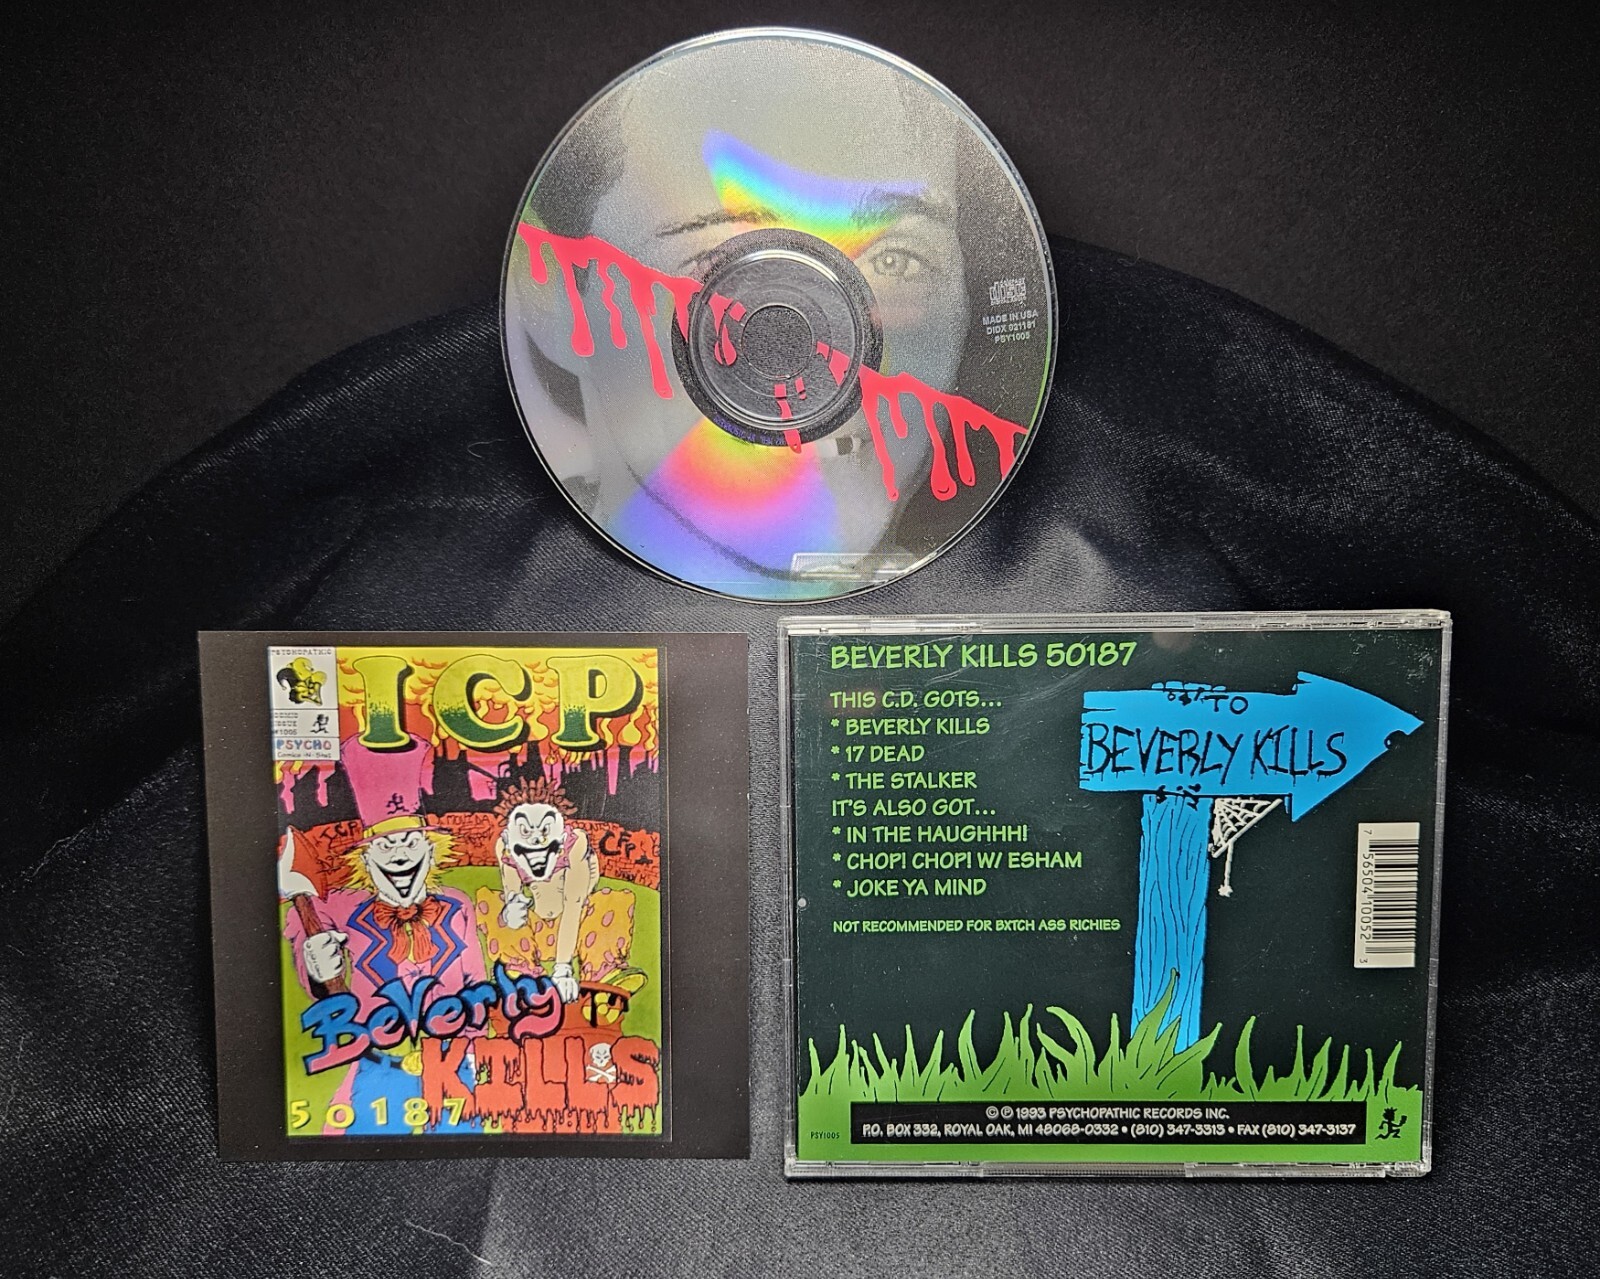 MADE IN USA
DIDX 021181
PSY1005
PSYCHOPATHIC
ISSUE
#1005
PSYCHO
ICP
Beverly
KILLS
50187
BEVERLY KILLS 50187
THIS C.D. GOTS...
* BEVERLY KILLS
* 17 DEAD
* THE STALKER
IT'S ALSO GOT...
* IN THE HAUGHHH!
* CHOP! CHOP! W/ ESHAM
* JOKE YA MIND
NOT RECOMMENDED FOR BXTCH ASS RICHIES
TO
BEVERLY KILLS
7 56504 10052 3
© ℗ 1993 PSYCHOPATHIC RECORDS INC.
P.O. BOX 332, ROYAL OAK, MI 48068-0332 • (810) 347-3313 • FAX (810) 347-3137
PSY1005